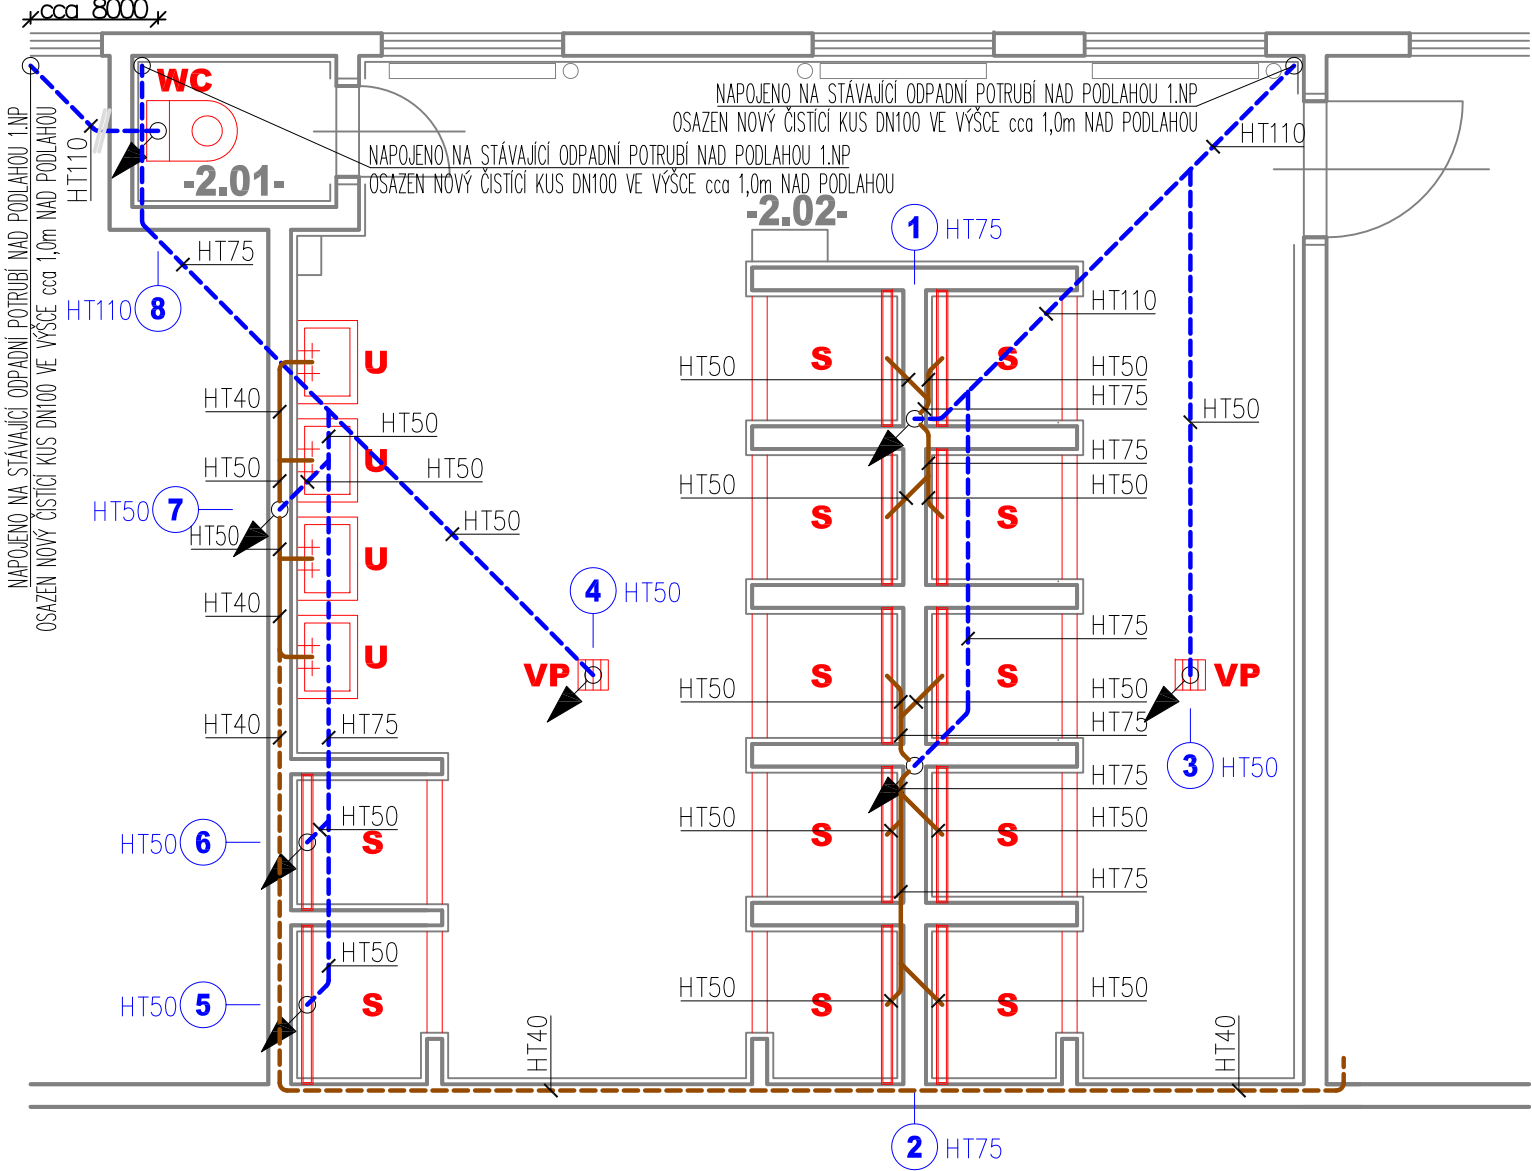 cca 8000
WC
-2.01-
HT110
NAPOJENO NA STÁVAJÍCÍ ODPADNÍ POTRUBÍ NAD PODLAHOU 1.NP
OSAZEN NOVÝ ČISTÍCÍ KUS DN100 VE VÝŠCE cca 1,0m NAD PODLAHOU
NAPOJENO NA STÁVAJÍCÍ ODPADNÍ POTRUBÍ NAD PODLAHOU 1.NP
OSAZEN NOVÝ ČISTÍCÍ KUS DN100 VE VÝŠCE cca 1,0m NAD PODLAHOU
NAPOJENO NA STÁVAJÍCÍ ODPADNÍ POTRUBÍ NAD PODLAHOU 1.NP
OSAZEN NOVÝ ČISTÍCÍ KUS DN100 VE VÝŠCE cca 1,0m NAD PODLAHOU
HT110
-2.02-
1 HT75
HT75
HT110 8
HT110
U
HT50
S
S
HT50
HT40
HT75
HT50
HT50
U
HT50
HT50
HT75
HT50
HT50
HT50 7
HT50
HT50
S
S
U
HT40
4 HT50
HT75
U
VP
S
S
VP
HT50
HT50
HT40
HT75
HT75
3 HT50
HT75
HT50
HT50
HT50
HT50 6
S
S
S
HT75
HT50
HT50
HT50
HT50 5
S
S
S
HT40
HT40
2 HT75